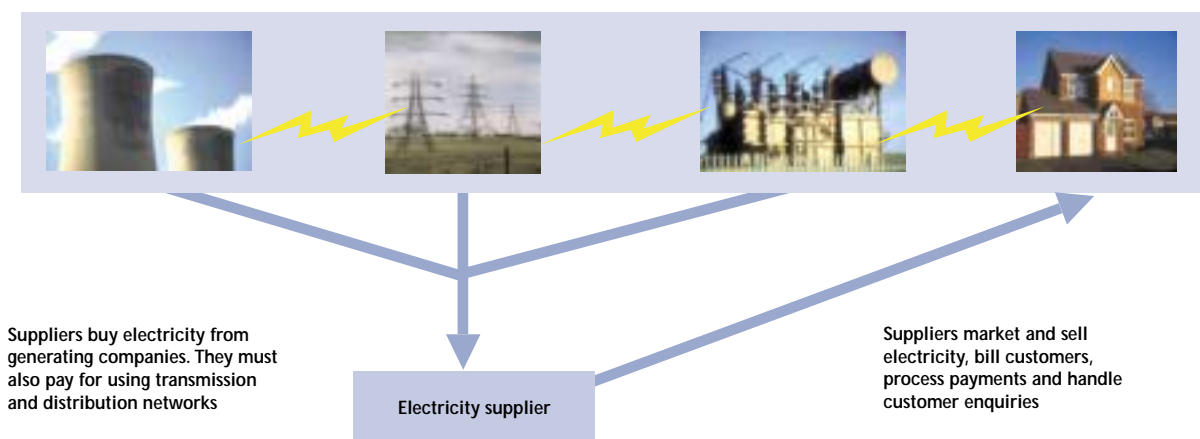 Suppliers buy electricity from
generating companies. They must
also pay for using transmission
and distribution networks
Electricity supplier
Suppliers market and sell
electricity, bill customers,
process payments and handle
customer enquiries